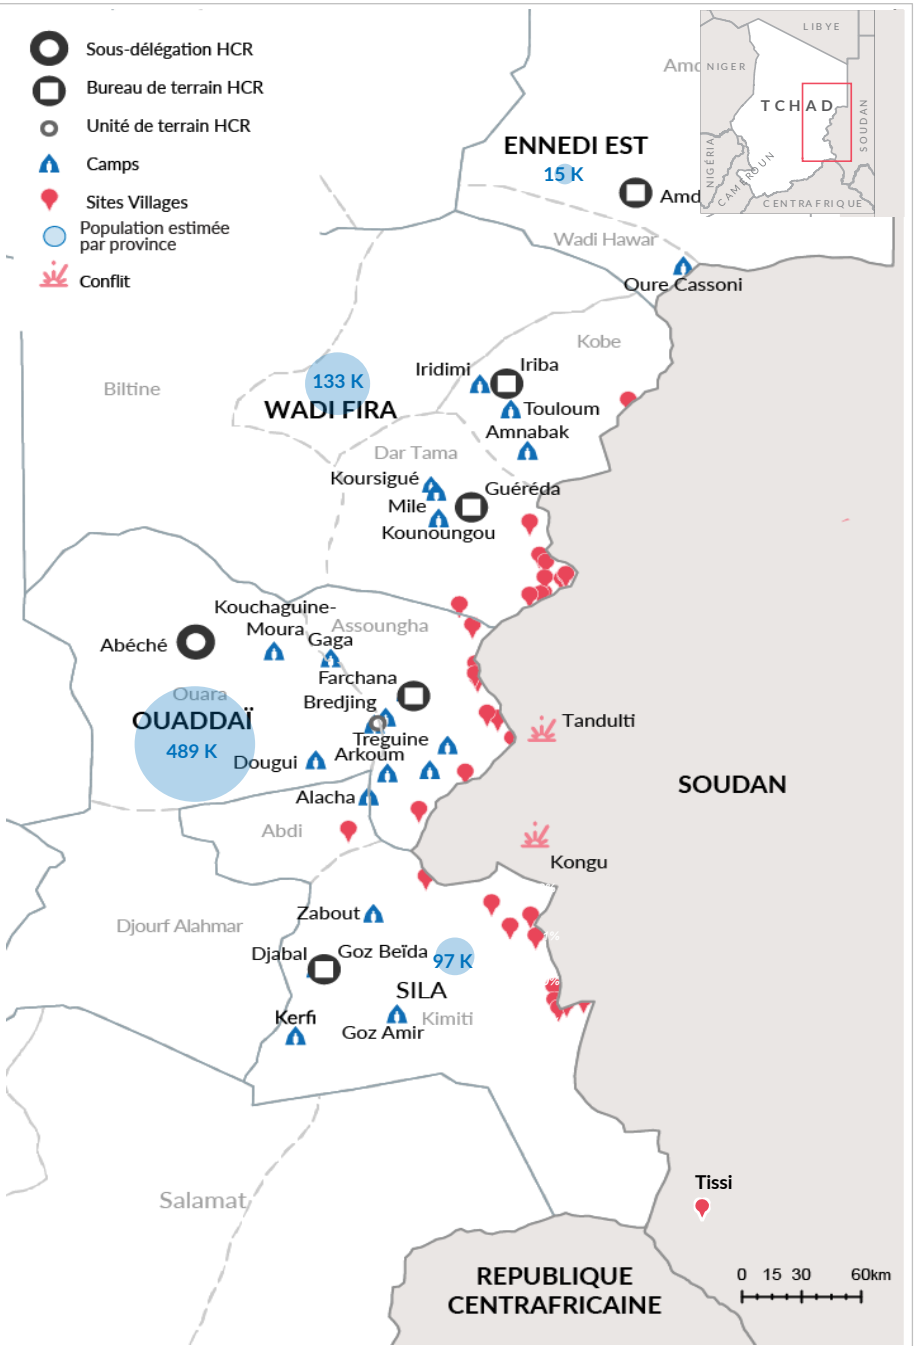 Sous-délégation HCR
Bureau de terrain HCR
Unité de terrain HCR
Camps
Sites Villages
Population estimée
par province
Conflit
LIBYE
NIGER
TCHAD
SOUDAN
NIGÉRIA
CAMEROUN
CENTRAFRIQUE
ENNEDI EST
15 K
Wadi Hawar
Oure Cassoni
Kobe
Iriba
Iridimi
133 K
WADI FIRA
Biltine
Touloum
Amnabak
Dar Tama
Koursigué
Guéréda
Mile
Kounoungou
Kouchaguine-
Moura
Assoungha
Abéché
Gaga
Farchana
Ouara
Bredjing
OUADDAÏ
Tandulti
Treguine
489 K
Arkoum
Dougui
SOUDAN
Alacha
Abdi
Kongu
Zabout
Djourf Alahmar
Djabal
Goz Beïda
97 K
SILA
Kerfi
Kimiti
Goz Amir
Tissi
Salamat
REPUBLIQUE
CENTRAFRICAINE
0 15 30 60km